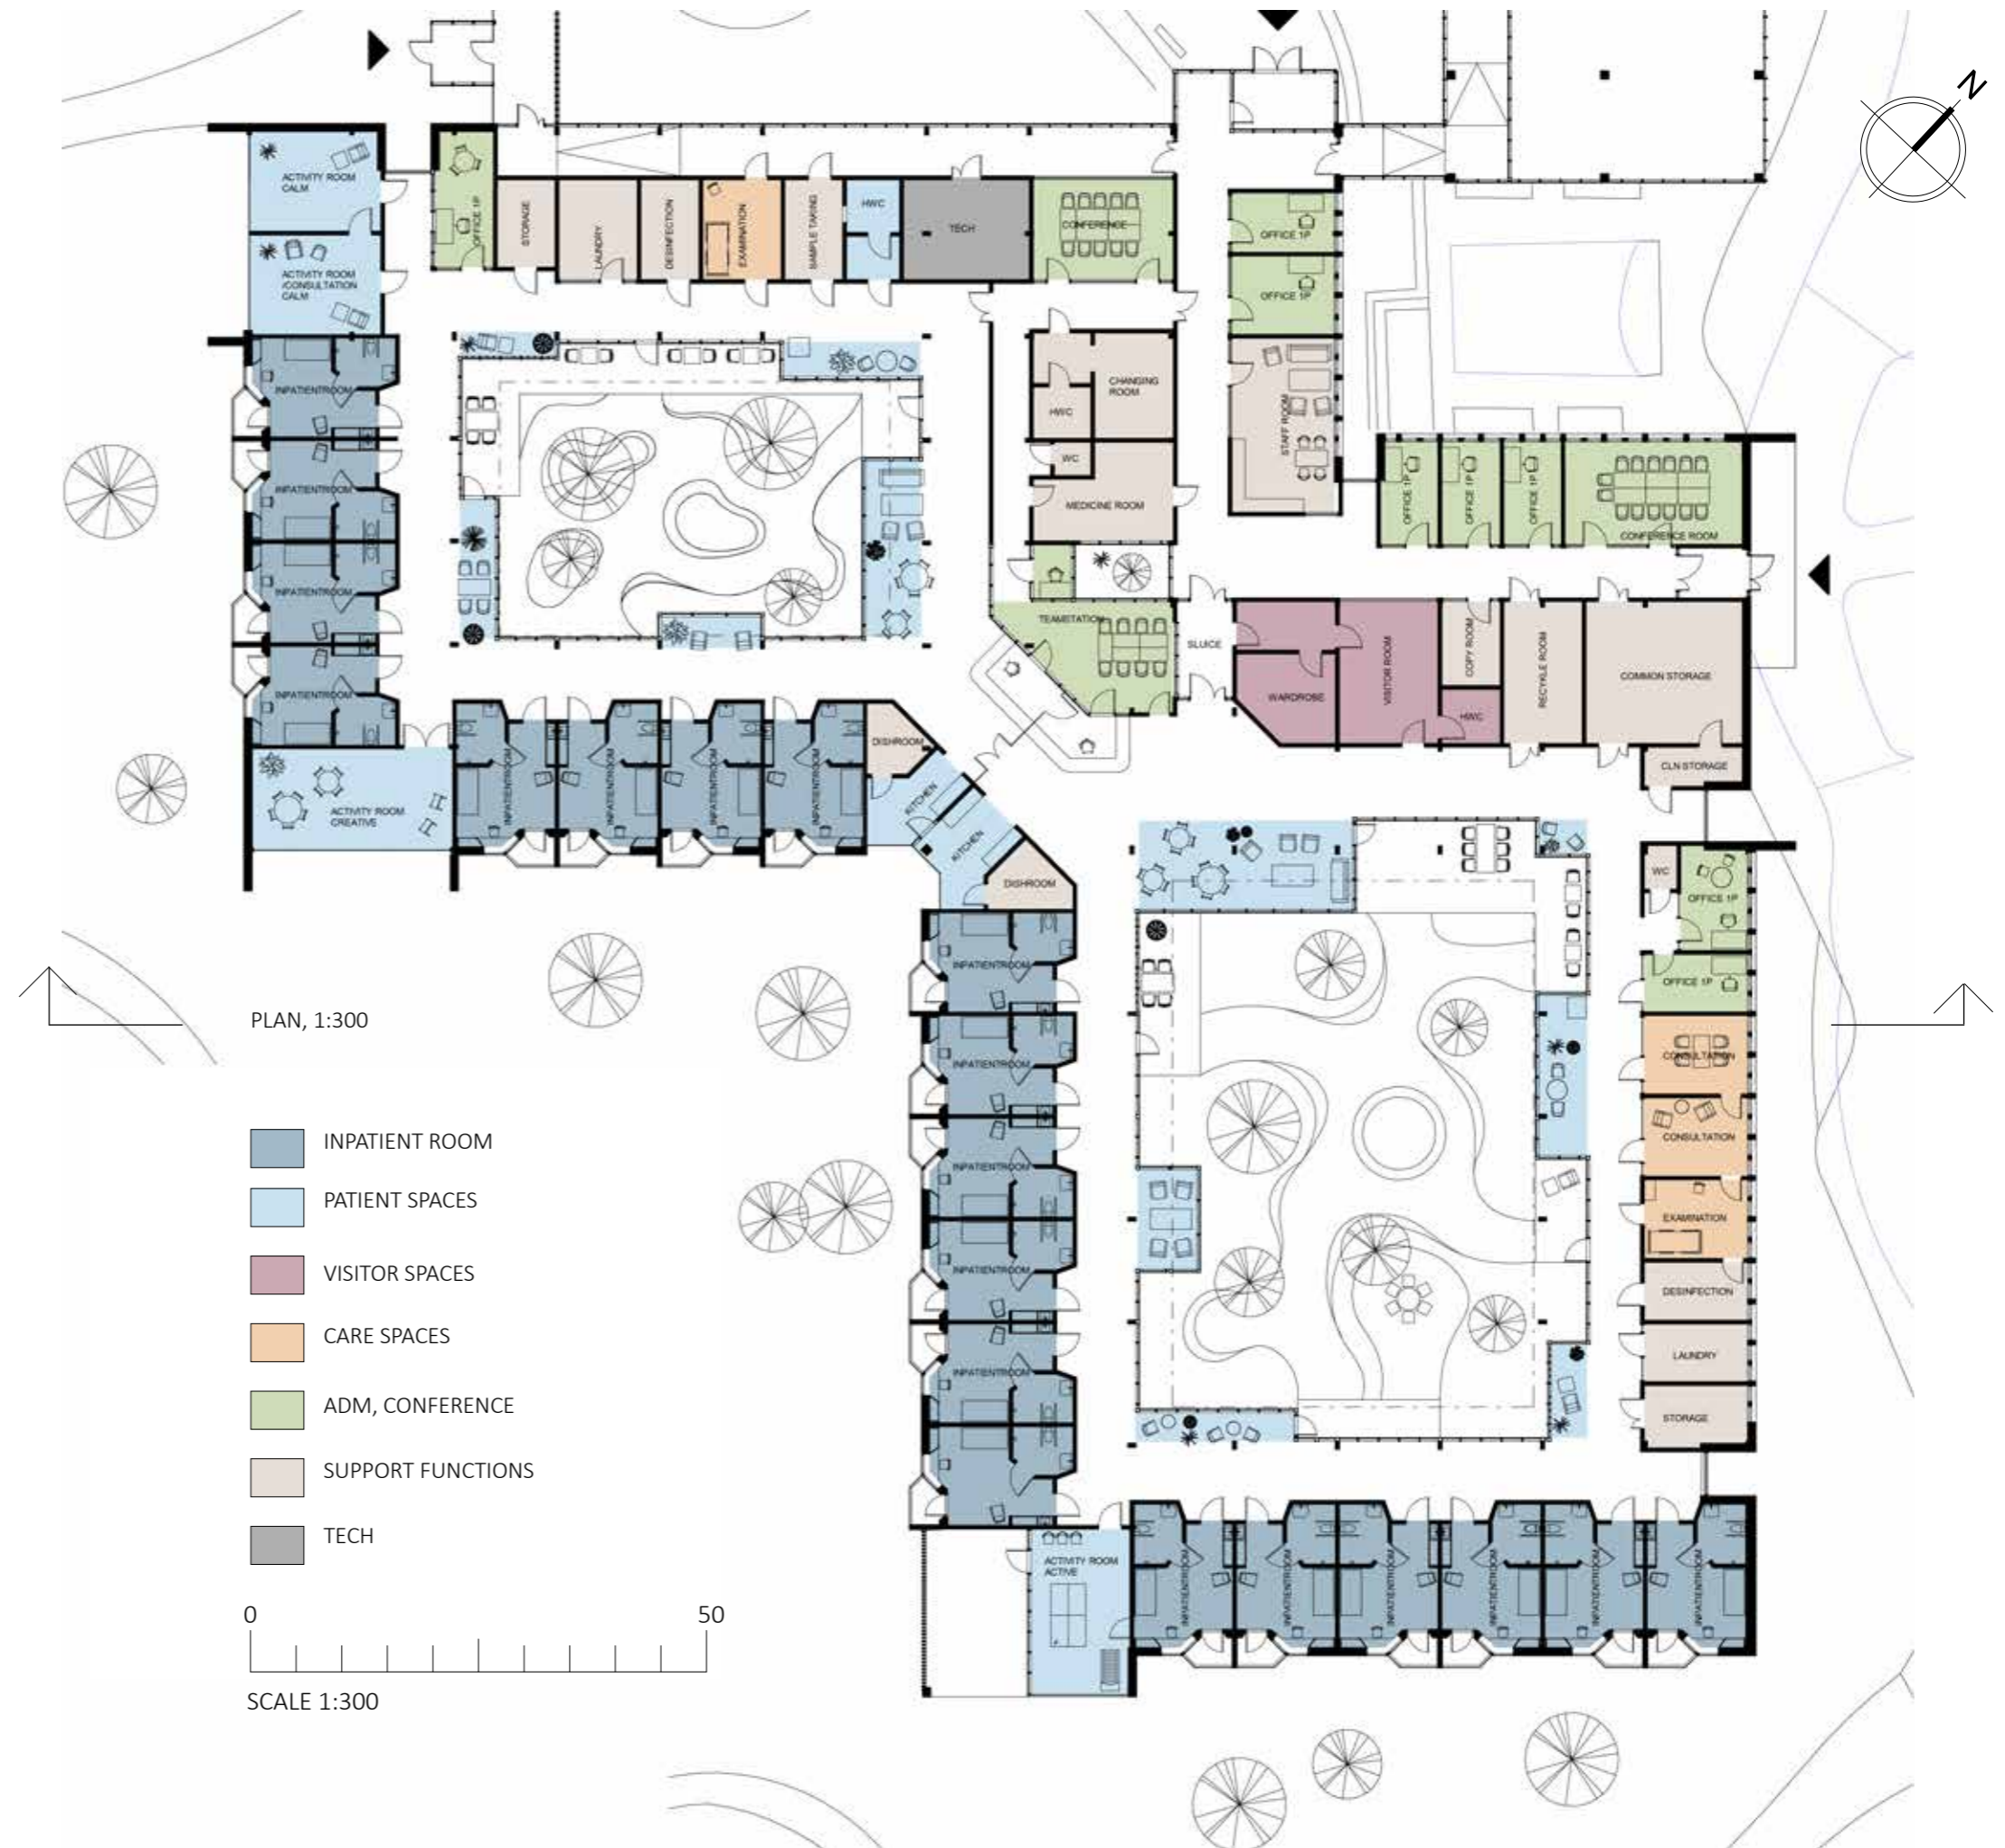 N
ACTIVITY ROOM
CALM
OFFICE 1P
STORAGE
LAUNDRY
DESINFECTION
EXAMINATION
SAMPLE TAKING
HWC
TECH
CONFERENCE
OFFICE 1P
OFFICE 1P
ACTIVITY ROOM
/CONSULTATION
CALM
INPATIENTROOM
INPATIENTROOM
INPATIENTROOM
INPATIENTROOM
CHANGING
ROOM
HWC
WC
MEDICINE ROOM
STAFF ROOM
OFFICE 1P
OFFICE 1P
OFFICE 1P
CONFERENCE ROOM
TEAMSTATION
SLUICE
WARDROBE
VISITOR ROOM
COPY ROOM
HWC
RECYKLE ROOM
COMMON STORAGE
CLN STORAGE
ACTIVITY ROOM
CREATIVE
INPATIENTROOM
INPATIENTROOM
INPATIENTROOM
INPATIENTROOM
DISHROOM
KITCHEN
KITCHEN
DISHROOM
WC
OFFICE 1P
OFFICE 1P
CONSULTATION
CONSULTATION
EXAMINATION
DESINFECTION
LAUNDRY
STORAGE
INPATIENTROOM
INPATIENTROOM
INPATIENTROOM
INPATIENTROOM
INPATIENTROOM
ACTIVITY ROOM
ACTIVE
INPATIENTROOM
INPATIENTROOM
INPATIENTROOM
INPATIENTROOM
INPATIENTROOM
INPATIENTROOM
PLAN, 1:300
INPATIENT ROOM
PATIENT SPACES
VISITOR SPACES
CARE SPACES
ADM, CONFERENCE
SUPPORT FUNCTIONS
TECH
0 50
SCALE 1:300